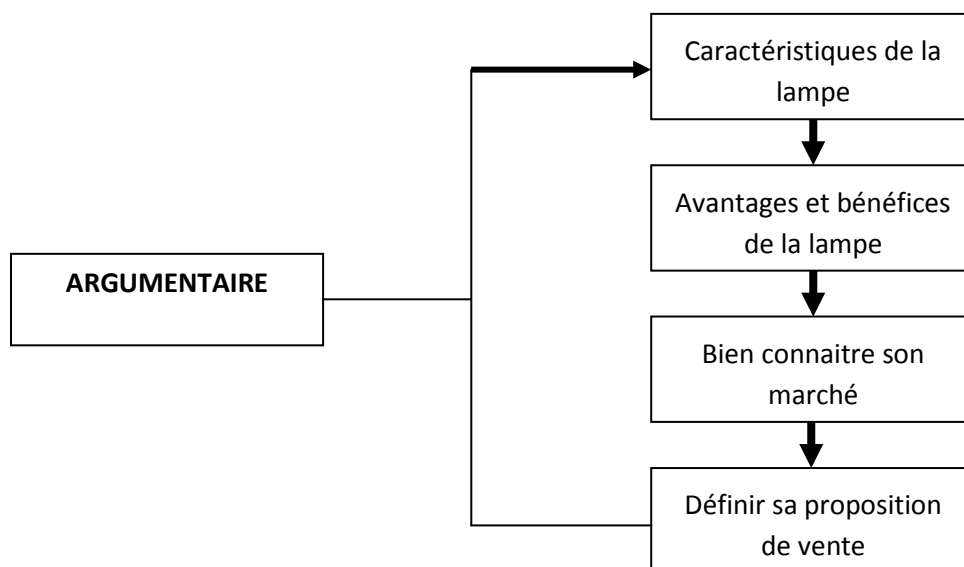 Caractéristiques de la
lampe
Avantages et bénéfices
de la lampe
ARGUMENTAIRE
Bien connaitre son
marché
Définir sa proposition
de vente